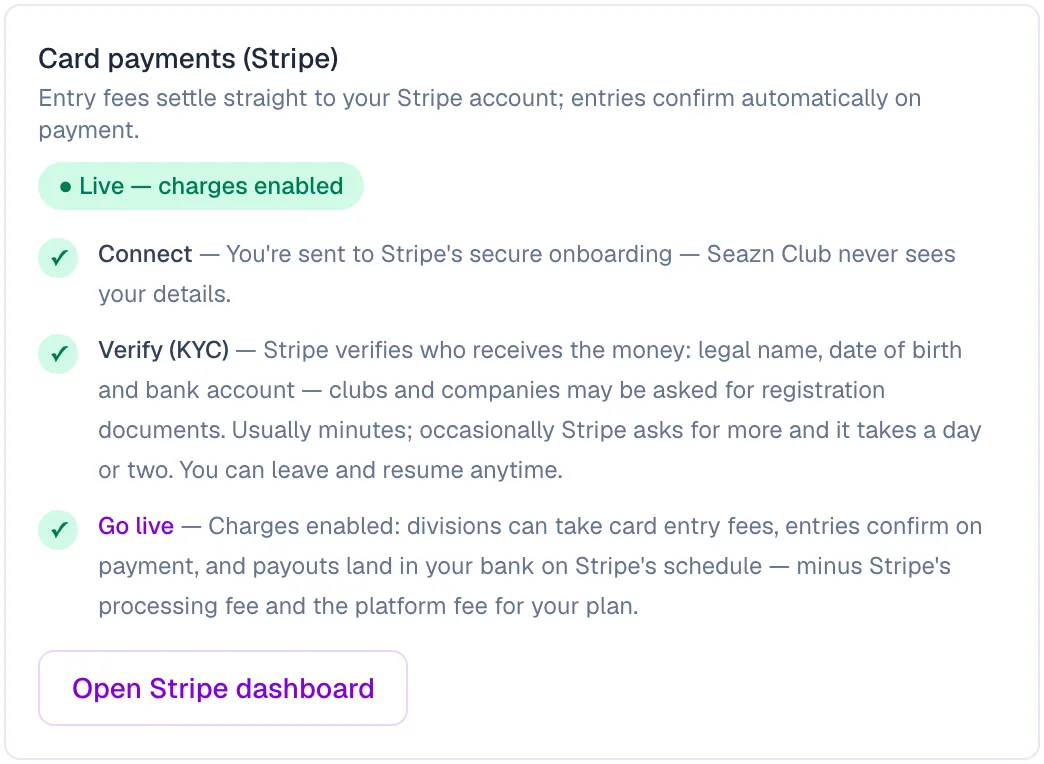 Card payments (Stripe)
Entry fees settle straight to your Stripe account; entries confirm automatically on
payment.
● Live — charges enabled
✓ Connect — You're sent to Stripe's secure onboarding — Seazn Club never sees
your details.
✓ Verify (KYC) — Stripe verifies who receives the money: legal name, date of birth
and bank account — clubs and companies may be asked for registration
documents. Usually minutes; occasionally Stripe asks for more and it takes a day
or two. You can leave and resume anytime.
✓ Go live — Charges enabled: divisions can take card entry fees, entries confirm on
payment, and payouts land in your bank on Stripe's schedule — minus Stripe's
processing fee and the platform fee for your plan.
Open Stripe dashboard